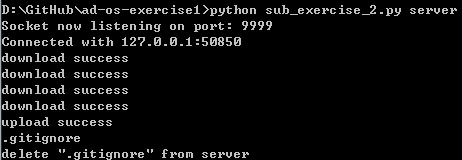 D:\GitHub\ad-os-exercise1>python sub_exercise_2.py server
Socket now listening on port: 9999
Connected with 127.0.0.1:50850
download success
download success
download success
download success
upload success
.gitignore
delete ".gitignore" from server